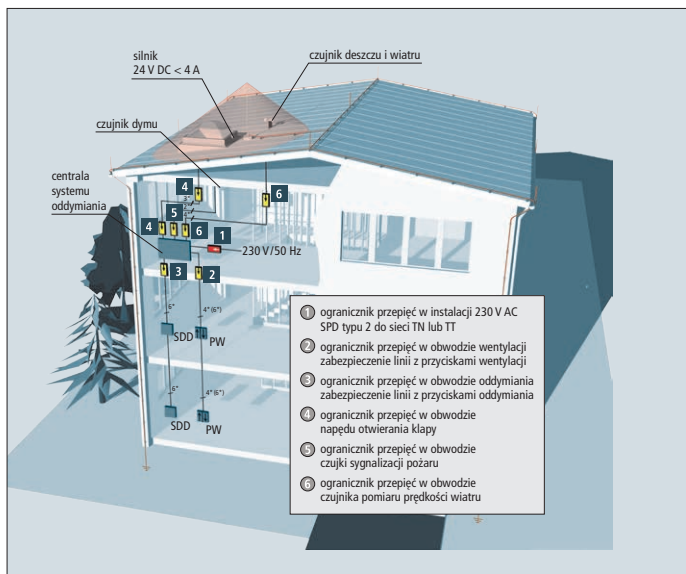 silnik
24 V DC < 4 A
czujnik deszczu i wiatru
czujnik dymu
centrala
systemu
oddymiania
4
6
5
4
6
1
230 V/50 Hz
3
2
6"
4" (6")
SDD
PW
6"
4" (6")
SDD
PW
1 ogranicznik przepięć w instalacji 230 V AC
SPD typu 2 do sieci TN lub TT
2 ogranicznik przepięć w obwodzie wentylacji
zabezpieczenie linii z przyciskami wentylacji
3 ogranicznik przepięć w obwodzie oddymiania
zabezpieczenie linii z przyciskami oddymiania
4 ogranicznik przepięć w obwodzie
napędu otwierania klapy
5 ogranicznik przepięć w obwodzie
czujki sygnalizacji pożaru
6 ogranicznik przepięć w obwodzie
czujnika pomiaru prędkości wiatru